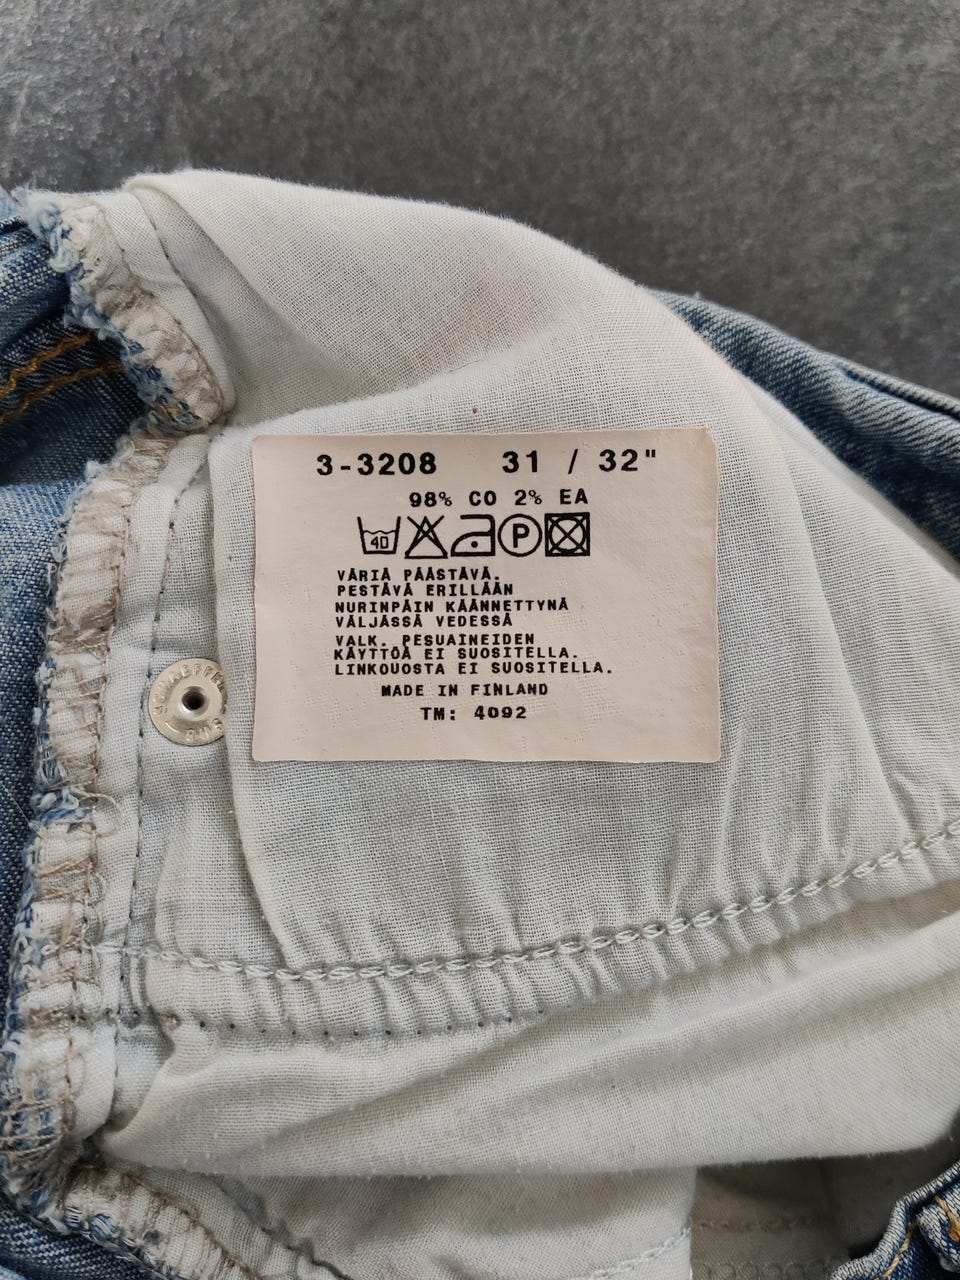 3-3208 31 / 32"
98% CO 2% EA
40 P
VÄRIÄ PÄÄSTÄVÄ.
PESTÄVÄ ERILLÄÄN
NURINPÄIN KÄÄNNETTYNÄ
VÄLJÄSSÄ VEDESSÄ
VALK. PESUAINEIDEN
KÄYTTÖÄ EI SUOSITELLA.
LINKOUOSTA EI SUOSITELLA.
MADE IN FINLAND
TM: 4092